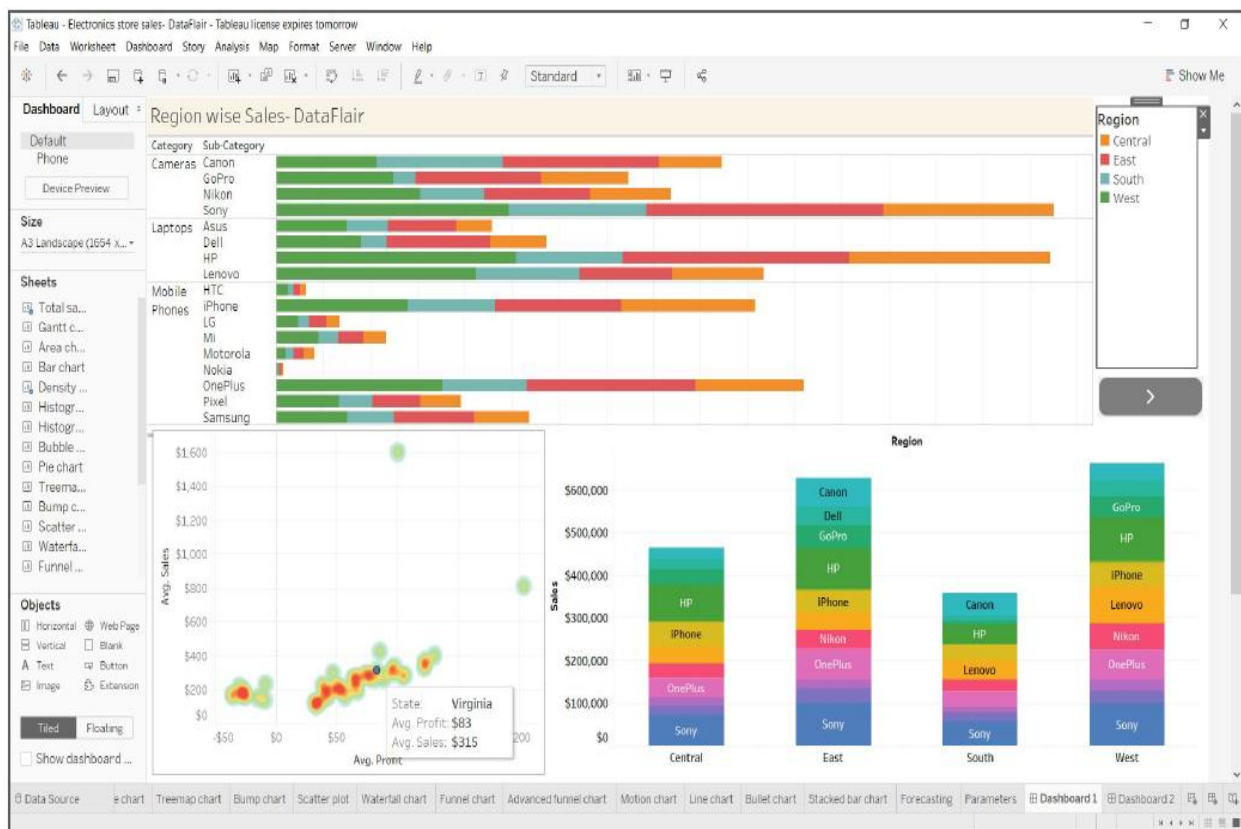 Tableau - Electronics store sales- DataFlair - Tableau license expires tomorrow
File Data Worksheet Dashboard Story Analysis Map Format Server Window Help
Standard
Show Me
Dashboard Layout
Default
Phone
Device Preview
Size
A3 Landscape (1654 x...
Sheets
Total sa...
Gantt c...
Area ch...
Bar chart
Density ...
Histogr...
Histogr...
Bubble ...
Pie chart
Treema...
Bump c...
Scatter ...
Waterfa...
Funnel ...
Objects
Horizontal Web Page
Vertical Blank
A Text Button
Image Extension
Tiled Floating
Show dashboard ...
Region wise Sales- DataFlair
Category Sub-Category
Cameras Canon
GoPro
Nikon
Sony
Laptops Asus
Dell
HP
Lenovo
Mobile HTC
Phones iPhone
LG
Mi
Motorola
Nokia
OnePlus
Pixel
Samsung
Region
Central
East
South
West
$1,600
$1,400
$1,200
$1,000
$800
$600
$400
$200
$0
Avg. Sales
-$50 $0 $50 200
Avg. Profit
State: Virginia
Avg. Profit: $83
Avg. Sales: $315
Region
$600,000
$500,000
$400,000
$300,000
$200,000
$100,000
$0
Sales
HP
iPhone
OnePlus
Sony
Canon
Dell
GoPro
HP
iPhone
Nikon
OnePlus
Sony
Canon
HP
Lenovo
Sony
GoPro
HP
iPhone
Lenovo
Nikon
OnePlus
Sony
Central East South West
Data Source e chart Treemap chart Bump chart Scatter plot Waterfall chart Funnel chart Advanced funnel chart Motion chart Line chart Bullet chart Stacked bar chart Forecasting Parameters Dashboard 1 Dashboard 2